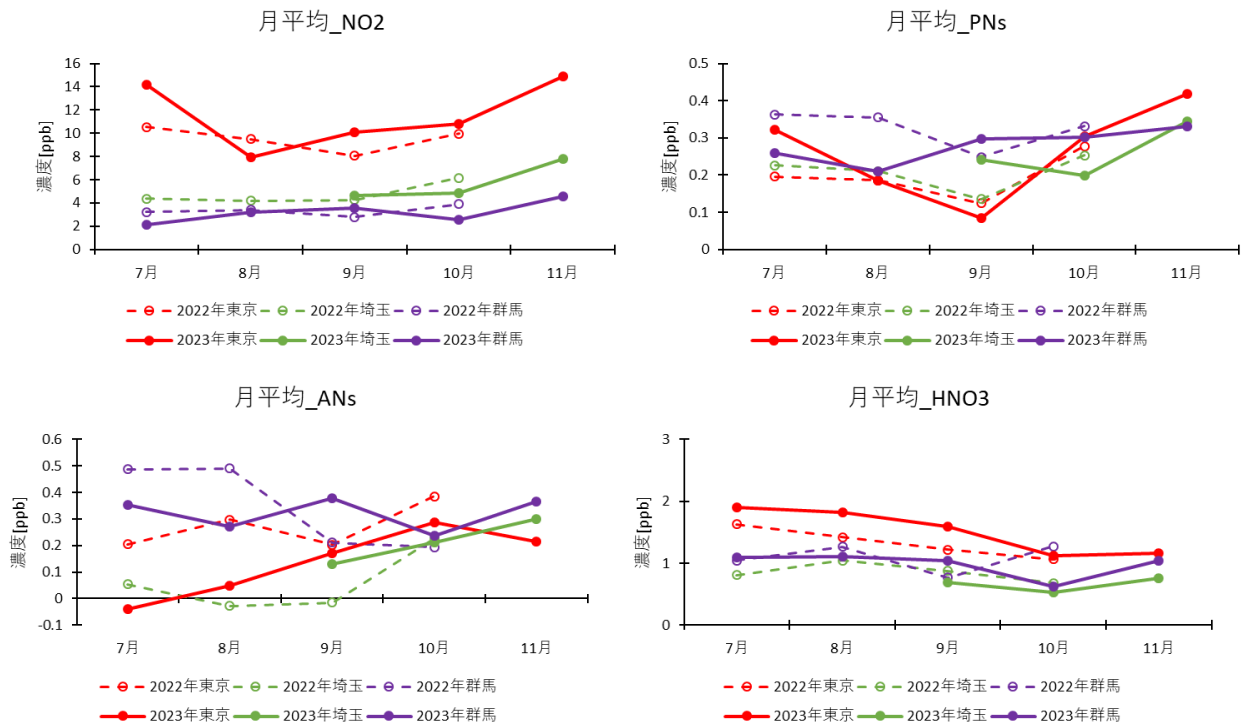 月平均_NO2
濃度[ppb]
16
14
12
10
8
6
4
2
0
7月 8月 9月 10月 11月
2022年東京 2022年埼玉 2022年群馬
2023年東京 2023年埼玉 2023年群馬
月平均_PNs
濃度[ppb]
0.5
0.4
0.3
0.2
0.1
0
7月 8月 9月 10月 11月
2022年東京 2022年埼玉 2022年群馬
2023年東京 2023年埼玉 2023年群馬
月平均_ANs
濃度[ppb]
0.6
0.5
0.4
0.3
0.2
0.1
0
-0.1
7月 8月 9月 10月 11月
2022年東京 2022年埼玉 2022年群馬
2023年東京 2023年埼玉 2023年群馬
月平均_HNO3
濃度[ppb]
3
2
1
0
7月 8月 9月 10月 11月
2022年東京 2022年埼玉 2022年群馬
2023年東京 2023年埼玉 2023年群馬